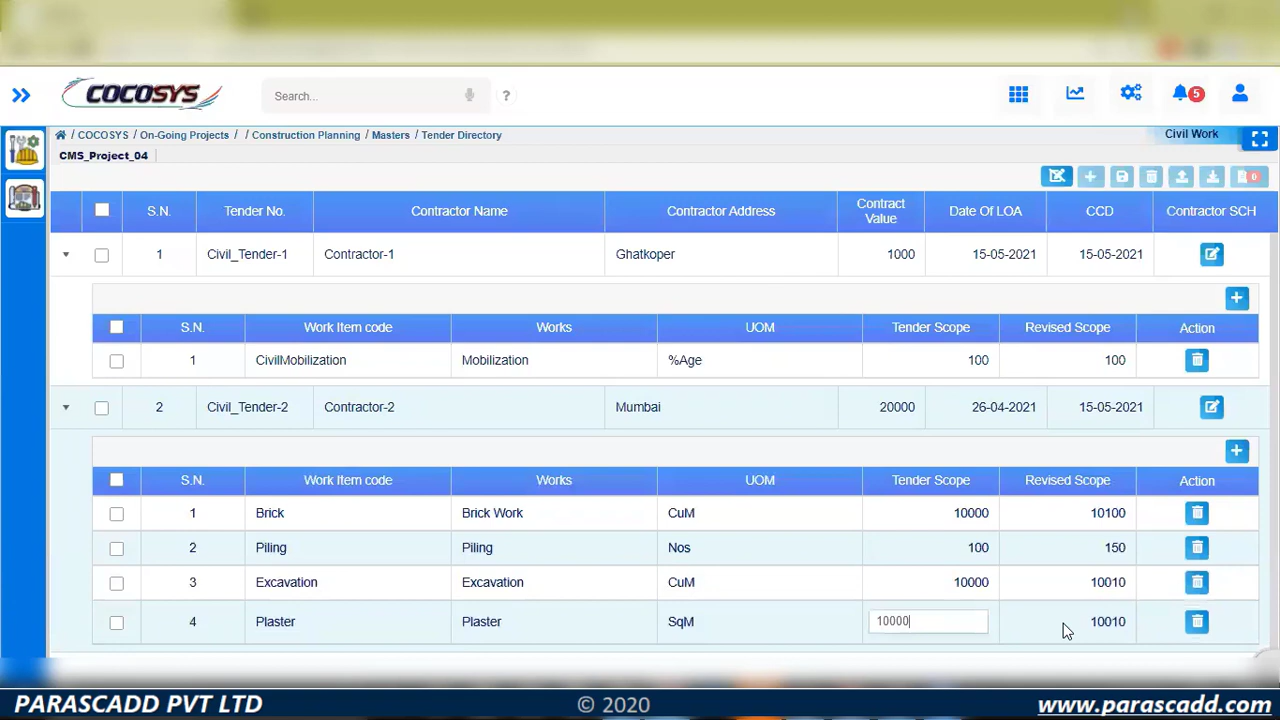 COCOSYS
Search...
?
5
/ COCOSYS / On-Going Projects / / Construction Planning / Masters / Tender Directory
Civil Work
CMS_Project_04
0
S.N. Tender No. Contractor Name Contractor Address Contract Value Date Of LOA CCD Contractor SCH
1 Civil_Tender-1 Contractor-1 Ghatkoper 1000 15-05-2021 15-05-2021
S.N. Work Item code Works UOM Tender Scope Revised Scope Action
1 CivilMobilization Mobilization %Age 100 100
2 Civil_Tender-2 Contractor-2 Mumbai 20000 26-04-2021 15-05-2021
S.N. Work Item code Works UOM Tender Scope Revised Scope Action
1 Brick Brick Work CuM 10000 10100
2 Piling Piling Nos 100 150
3 Excavation Excavation CuM 10000 10010
4 Plaster Plaster SqM 10000 10010
PARASCADD PVT LTD © 2020 www.parascadd.com